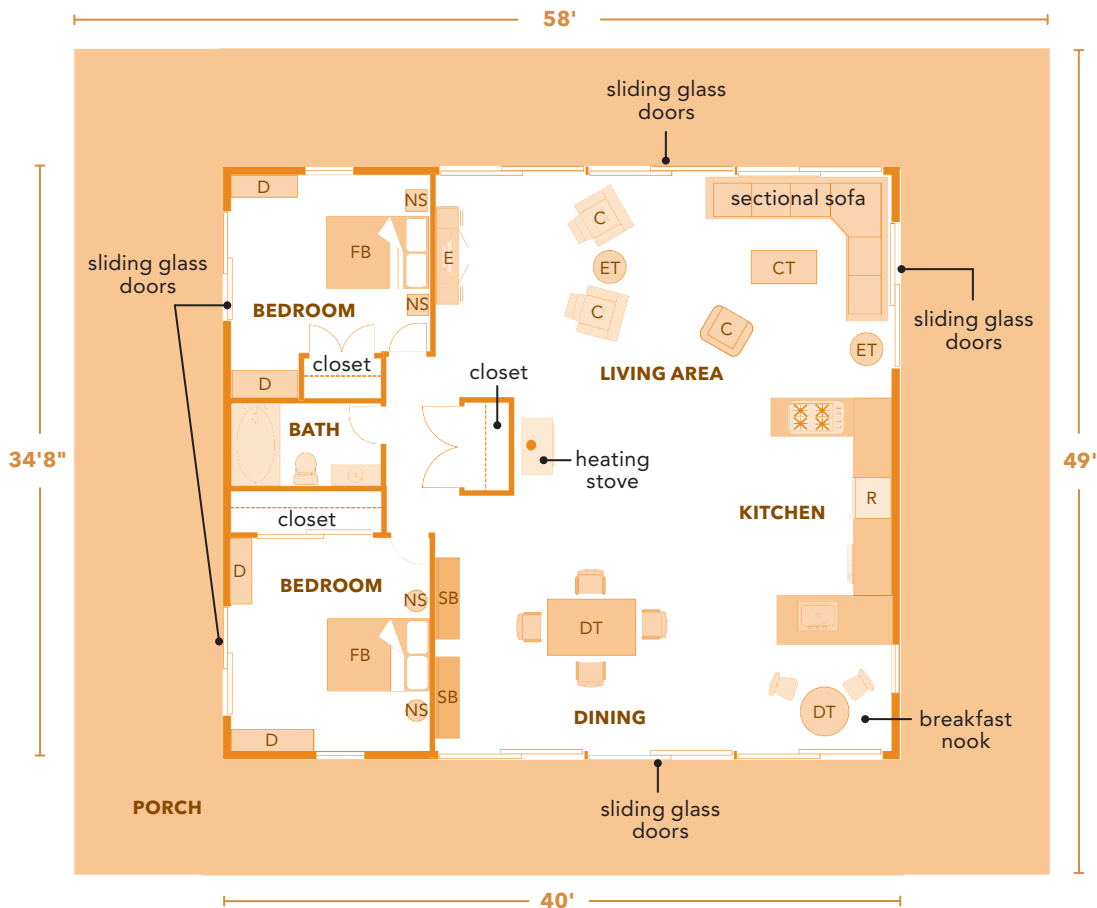 58'
sliding glass
doors
D
NS
sectional sofa
C
FB
E
ET
CT
sliding glass
doors
NS
BEDROOM
C
C
sliding glass
doors
ET
closet
closet
LIVING AREA
D
BATH
34'8"
heating
stove
49'
R
KITCHEN
closet
D
BEDROOM
NS
SB
DT
FB
SB
NS
DINING
DT
breakfast
nook
D
PORCH
sliding glass
doors
40'